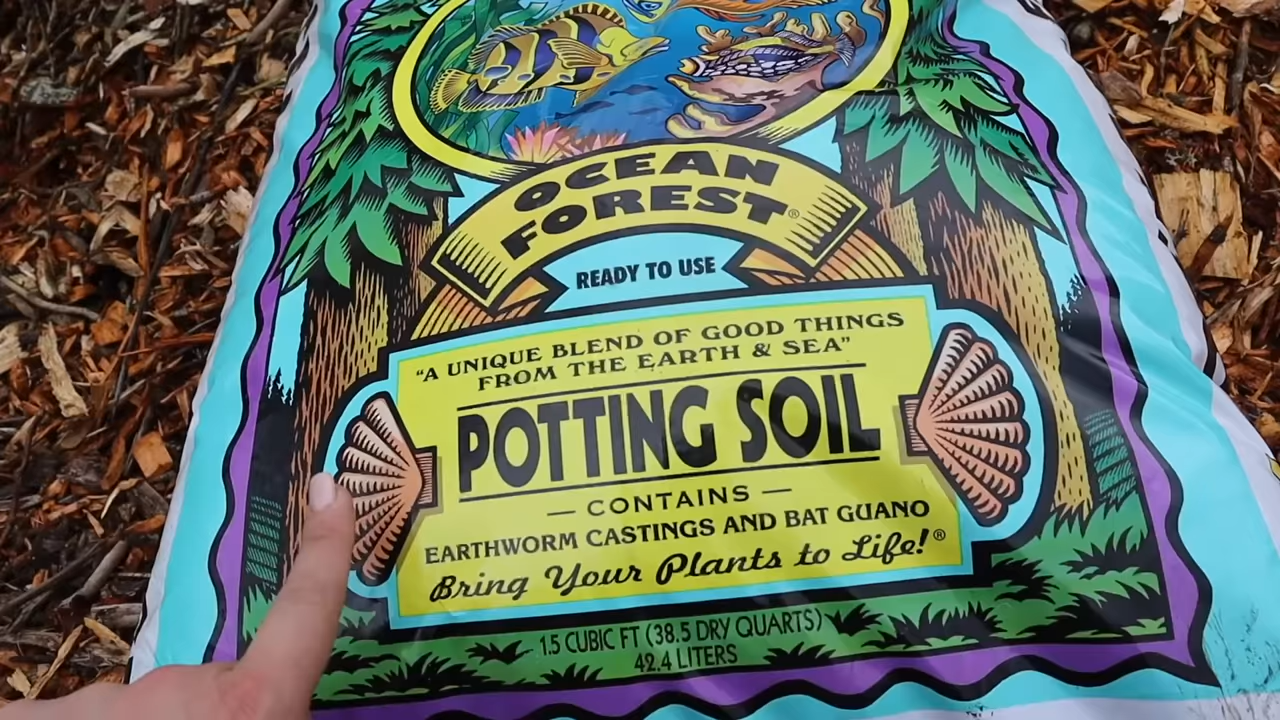 OCEAN
FOREST®
READY TO USE
"A UNIQUE BLEND OF GOOD THINGS
FROM THE EARTH & SEA"
POTTING SOIL
— CONTAINS —
EARTHWORM CASTINGS AND BAT GUANO
Bring Your Plants to Life!®
1.5 CUBIC FT (38.5 DRY QUARTS)
42.4 LITERS